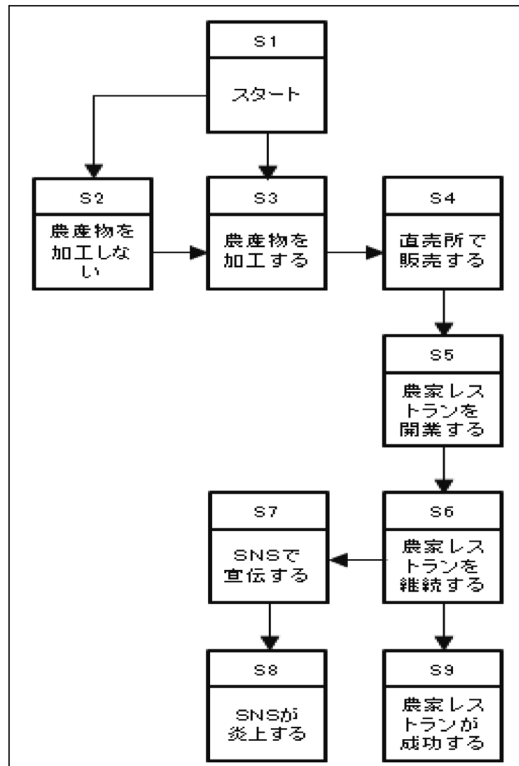 S1
スタート
S2
農産物を
加工しな
い
S3
農産物を
加工する
S4
直売所で
販売する
S5
農家レス
トランを
開業する
S6
農家レス
トランを
継続する
S7
SNSで
宣伝する
S8
SNSが
炎上する
S9
農家レス
トランが
成功する